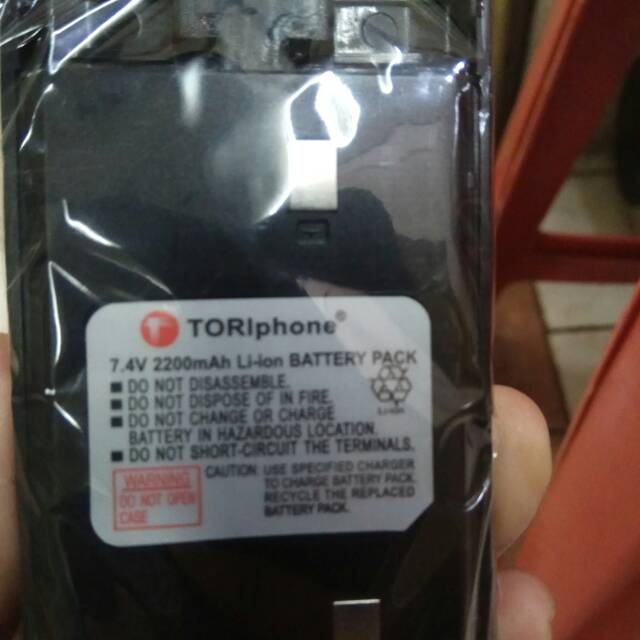 T TORIphone®
7.4V 2200mAh Li-ion BATTERY PACK
DO NOT DISASSEMBLE.
DO NOT DISPOSE OF IN FIRE.
DO NOT CHANGE OR CHARGE
BATTERY IN HAZARDOUS LOCATION.
DO NOT SHORT-CIRCUIT THE TERMINALS.
Li-ion
WARNING
DO NOT OPEN
CASE
CAUTION: USE SPECIFIED CHARGER
TO CHARGE BATTERY PACK.
RECYCLE THE REPLACED
BATTERY PACK.